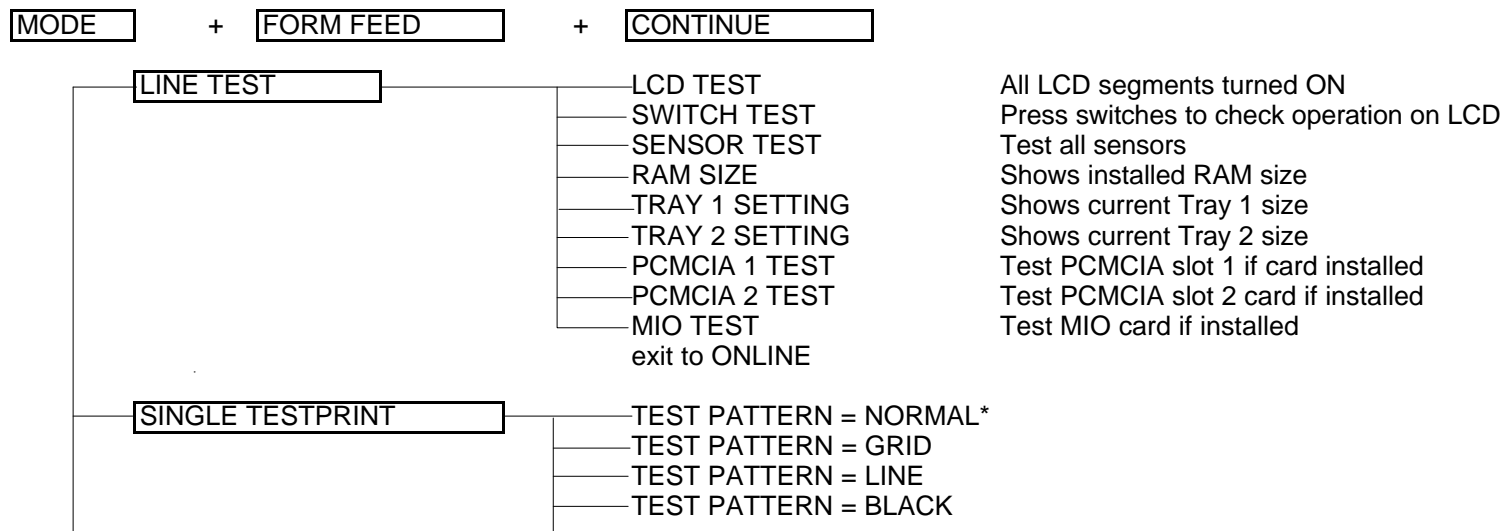 MODE + FORM FEED + CONTINUE
LINE TEST LCD TEST All LCD segments turned ON
SWITCH TEST Press switches to check operation on LCD
SENSOR TEST Test all sensors
RAM SIZE Shows installed RAM size
TRAY 1 SETTING Shows current Tray 1 size
TRAY 2 SETTING Shows current Tray 2 size
PCMCIA 1 TEST Test PCMCIA slot 1 if card installed
PCMCIA 2 TEST Test PCMCIA slot 2 card if installed
MIO TEST Test MIO card if installed
exit to ONLINE
SINGLE TESTPRINT TEST PATTERN = NORMAL*
TEST PATTERN = GRID
TEST PATTERN = LINE
TEST PATTERN = BLACK